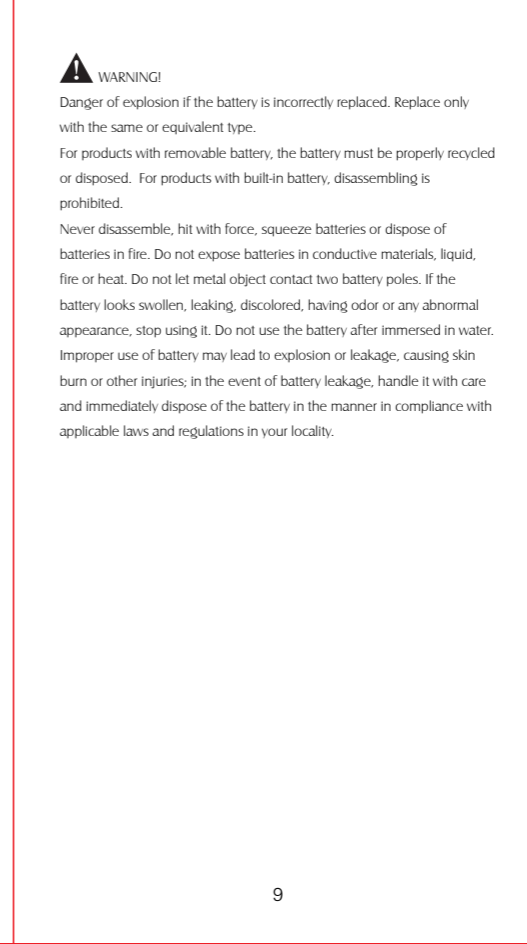 WARNING!
Danger of explosion if the battery is incorrectly replaced. Replace only
with the same or equivalent type.
For products with removable battery, the battery must be properly recycled
or disposed.  For products with built-in battery, disassembling is
prohibited.
Never disassemble, hit with force, squeeze batteries or dispose of
batteries in fire. Do not expose batteries in conductive materials, liquid,
fire or heat. Do not let metal object contact two battery poles. If the
battery looks swollen, leaking, discolored, having odor or any abnormal
appearance, stop using it. Do not use the battery after immersed in water.
Improper use of battery may lead to explosion or leakage, causing skin
burn or other injuries; in the event of battery leakage, handle it with care
and immediately dispose of the battery in the manner in compliance with
applicable laws and regulations in your locality.
9